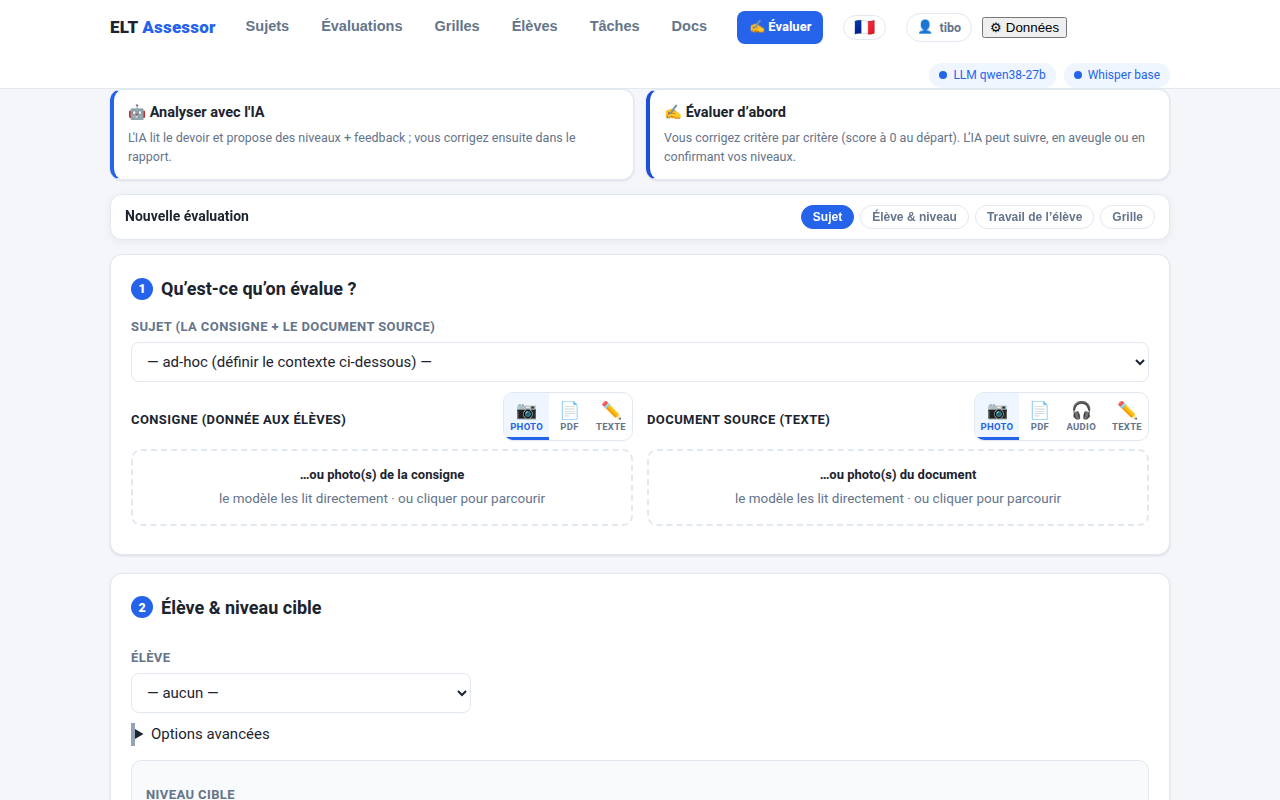 ELT Assessor
Sujets
Évaluations
Grilles
Élèves
Tâches
Docs
✍️ Évaluer
tibo
⚙ Données
LLM qwen38-27b
Whisper base
🤖 Analyser avec l'IA
L'IA lit le devoir et propose des niveaux + feedback ; vous corrigez ensuite dans le
rapport.
✍️ Évaluer d’abord
Vous corrigez critère par critère (score à 0 au départ). L’IA peut suivre, en aveugle ou en
confirmant vos niveaux.
Nouvelle évaluation
Sujet
Élève & niveau
Travail de l’élève
Grille
1 Qu’est-ce qu’on évalue ?
SUJET (LA CONSIGNE + LE DOCUMENT SOURCE)
— ad-hoc (définir le contexte ci-dessous) —
CONSIGNE (DONNÉE AUX ÉLÈVES)
PHOTO
PDF
TEXTE
…ou photo(s) de la consigne
le modèle les lit directement · ou cliquer pour parcourir
DOCUMENT SOURCE (TEXTE)
PHOTO
PDF
AUDIO
TEXTE
…ou photo(s) du document
le modèle les lit directement · ou cliquer pour parcourir
2 Élève & niveau cible
ÉLÈVE
— aucun —
Options avancées
NIVEAU CIBLE